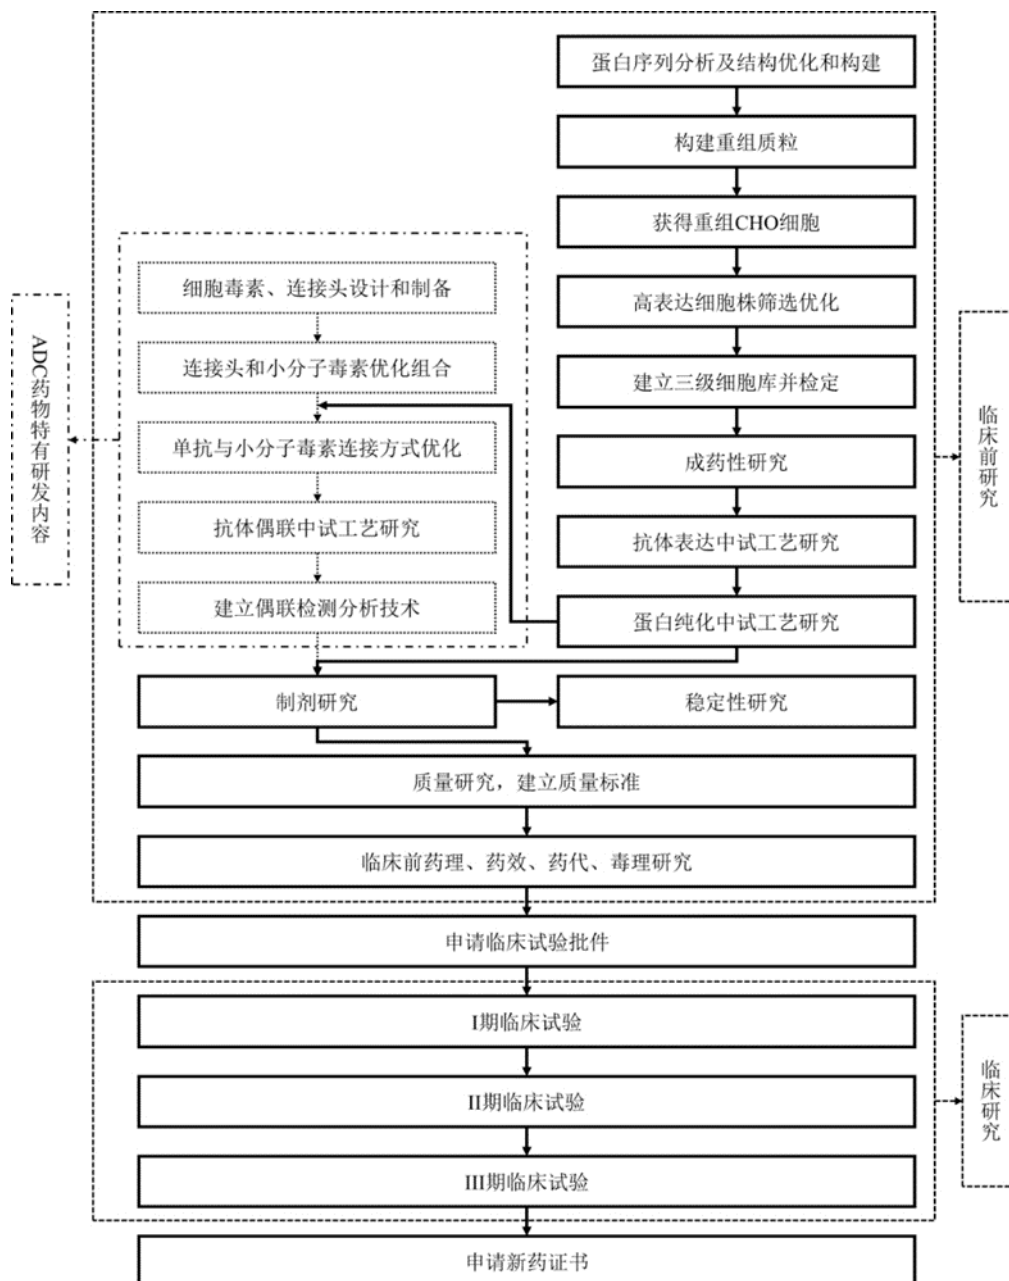 蛋白序列分析及结构优化和构建
构建重组质粒
获得重组CHO细胞
高表达细胞株筛选优化
建立三级细胞库并检定
成药性研究
抗体表达中试工艺研究
蛋白纯化中试工艺研究
细胞毒素、连接头设计和制备
连接头和小分子毒素优化组合
单抗与小分子毒素连接方式优化
抗体偶联中试工艺研究
建立偶联检测分析技术
ADC药物特有研发内容
临床前研究
制剂研究
稳定性研究
质量研究，建立质量标准
临床前药理、药效、药代、毒理研究
申请临床试验批件
I期临床试验
II期临床试验
III期临床试验
临床研究
申请新药证书